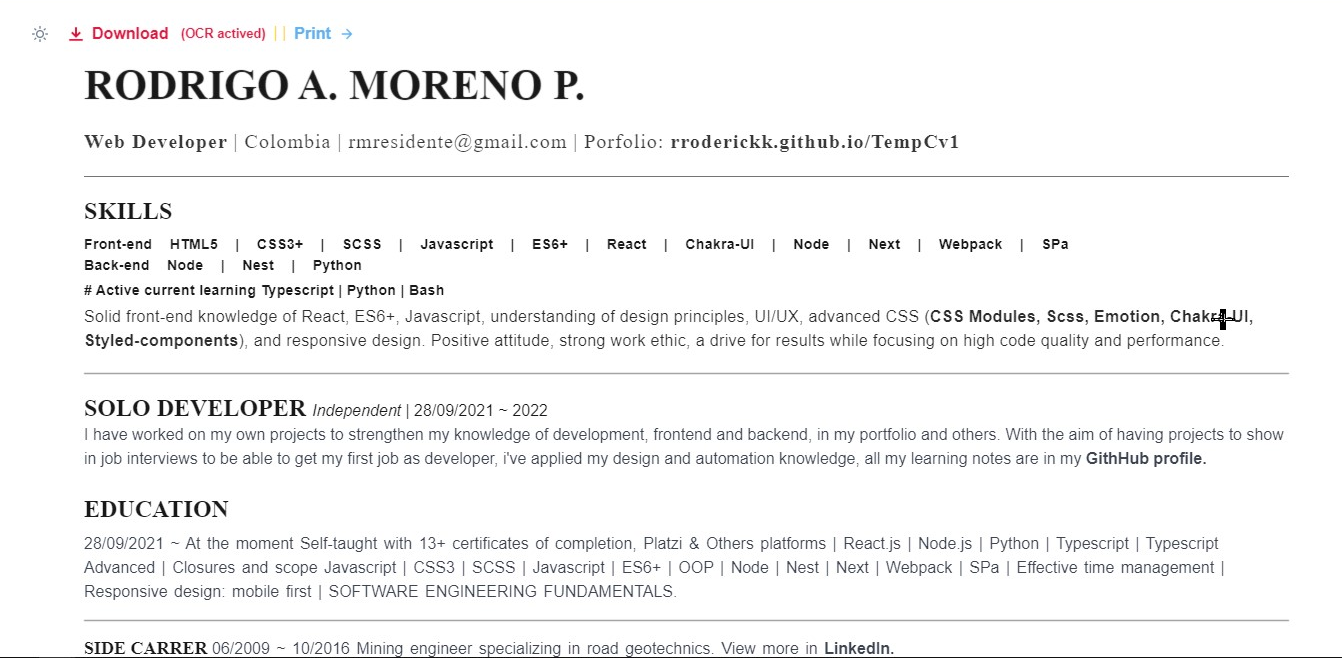 Download (OCR actived) || Print →
RODRIGO A. MORENO P.
Web Developer | Colombia | rmresidente@gmail.com | Porfolio: rroderickk.github.io/TempCv1
SKILLS
Front-end HTML5 | CSS3+ | SCSS | Javascript | ES6+ | React | Chakra-UI | Node | Next | Webpack | SPa
Back-end Node | Nest | Python
# Active current learning Typescript | Python | Bash
Solid front-end knowledge of React, ES6+, Javascript, understanding of design principles, UI/UX, advanced CSS (CSS Modules, Scss, Emotion, Chakra-UI,
Styled-components), and responsive design. Positive attitude, strong work ethic, a drive for results while focusing on high code quality and performance.
SOLO DEVELOPER Independent | 28/09/2021 ~ 2022
I have worked on my own projects to strengthen my knowledge of development, frontend and backend, in my portfolio and others. With the aim of having projects to show
in job interviews to be able to get my first job as developer, i've applied my design and automation knowledge, all my learning notes are in my GithHub profile.
EDUCATION
28/09/2021 ~ At the moment Self-taught with 13+ certificates of completion, Platzi & Others platforms | React.js | Node.js | Python | Typescript | Typescript
Advanced | Closures and scope Javascript | CSS3 | SCSS | Javascript | ES6+ | OOP | Node | Nest | Next | Webpack | SPa | Effective time management |
Responsive design: mobile first | SOFTWARE ENGINEERING FUNDAMENTALS.
SIDE CARRER 06/2009 ~ 10/2016 Mining engineer specializing in road geotechnics. View more in LinkedIn.